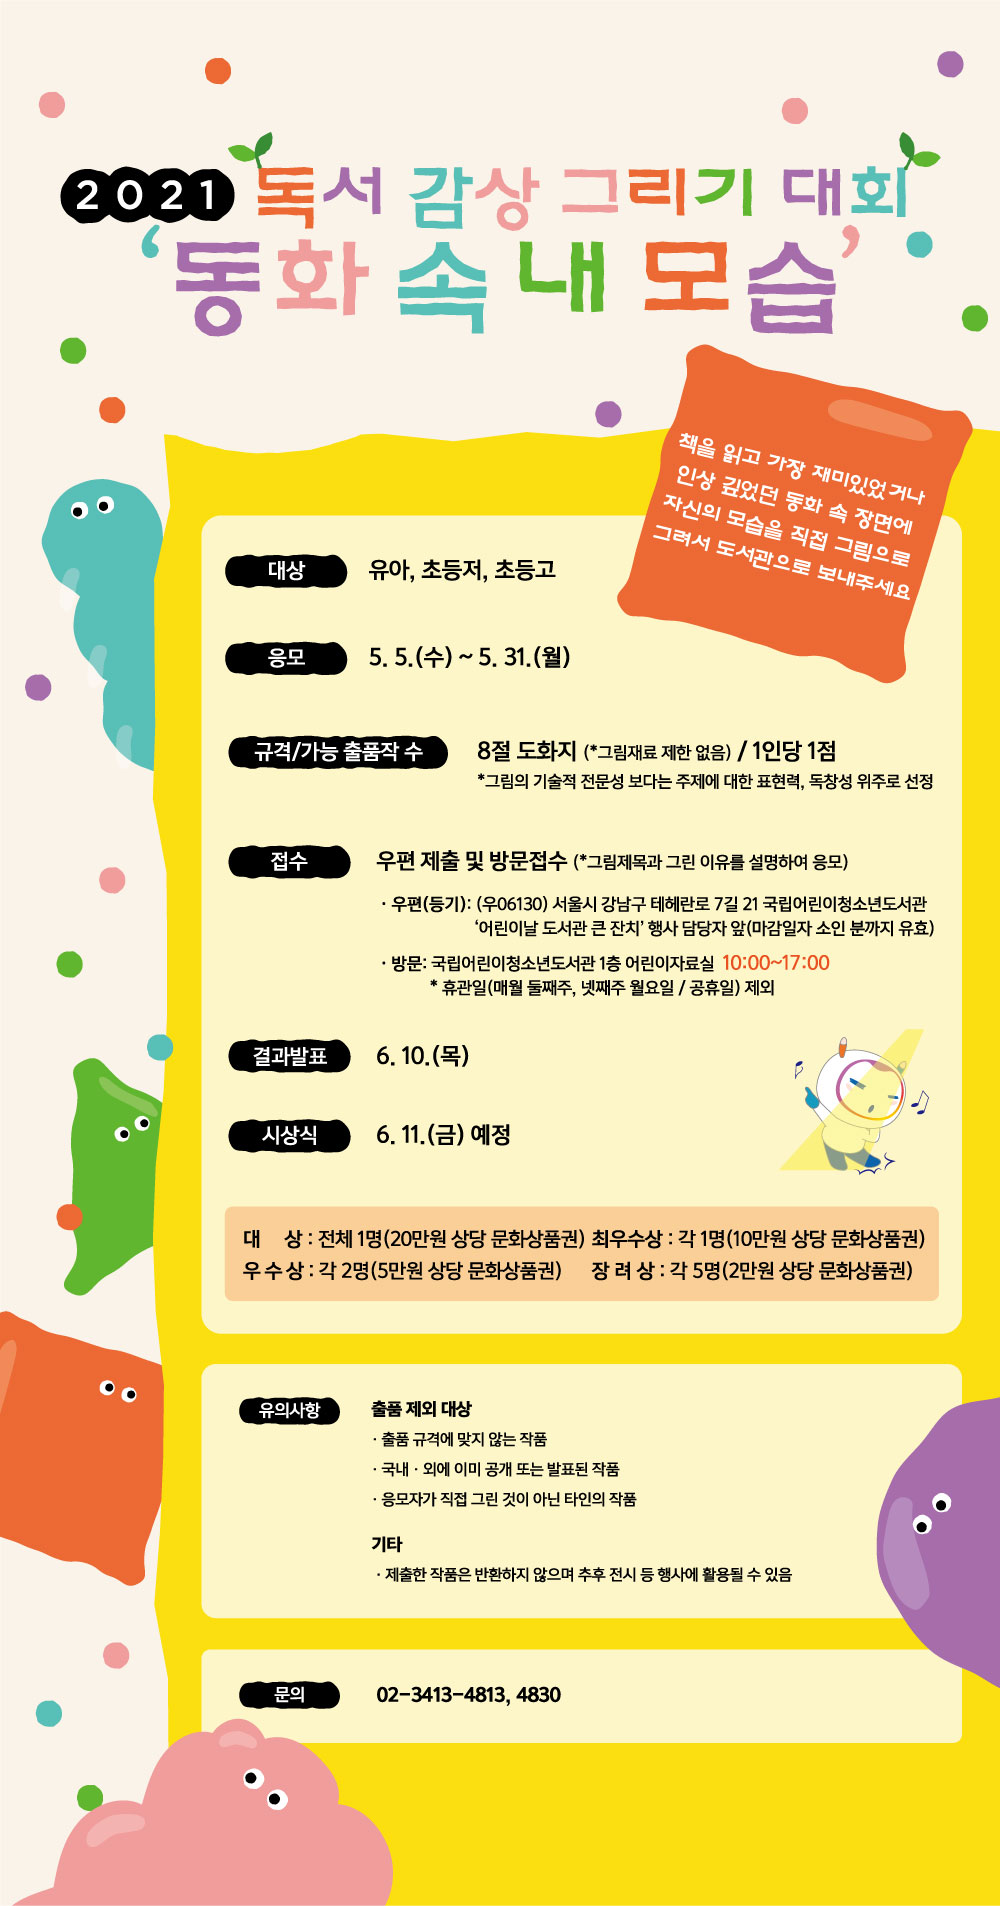 2021 독서 감상 그리기 대회
‘동화 속 내 모습’
책을 읽고 가장 재미있었거나
인상 깊었던 동화 속 장면에
자신의 모습을 직접 그림으로
그려서 도서관으로 보내주세요
대상 유아, 초등저, 초등고
응모 5. 5.(수) ~ 5. 31.(월)
규격/가능 출품작 수 8절 도화지 (*그림재료 제한 없음) / 1인당 1점
*그림의 기술적 전문성 보다는 주제에 대한 표현력, 독창성 위주로 선정
접수 우편 제출 및 방문접수 (*그림제목과 그린 이유를 설명하여 응모)
· 우편(등기): (우06130) 서울시 강남구 테헤란로 7길 21 국립어린이청소년도서관
‘어린이날 도서관 큰 잔치’ 행사 담당자 앞(마감일자 소인 분까지 유효)
· 방문: 국립어린이청소년도서관 1층 어린이자료실 10:00~17:00
* 휴관일(매월 둘째주, 넷째주 월요일 / 공휴일) 제외
결과발표 6. 10.(목)
시상식 6. 11.(금) 예정
대 상 : 전체 1명(20만원 상당 문화상품권) 최우수상 : 각 1명(10만원 상당 문화상품권)
우 수 상 : 각 2명(5만원 상당 문화상품권) 장 려 상 : 각 5명(2만원 상당 문화상품권)
유의사항 출품 제외 대상
· 출품 규격에 맞지 않는 작품
· 국내 · 외에 이미 공개 또는 발표된 작품
· 응모자가 직접 그린 것이 아닌 타인의 작품
기타
· 제출한 작품은 반환하지 않으며 추후 전시 등 행사에 활용될 수 있음
문의 02-3413-4813, 4830